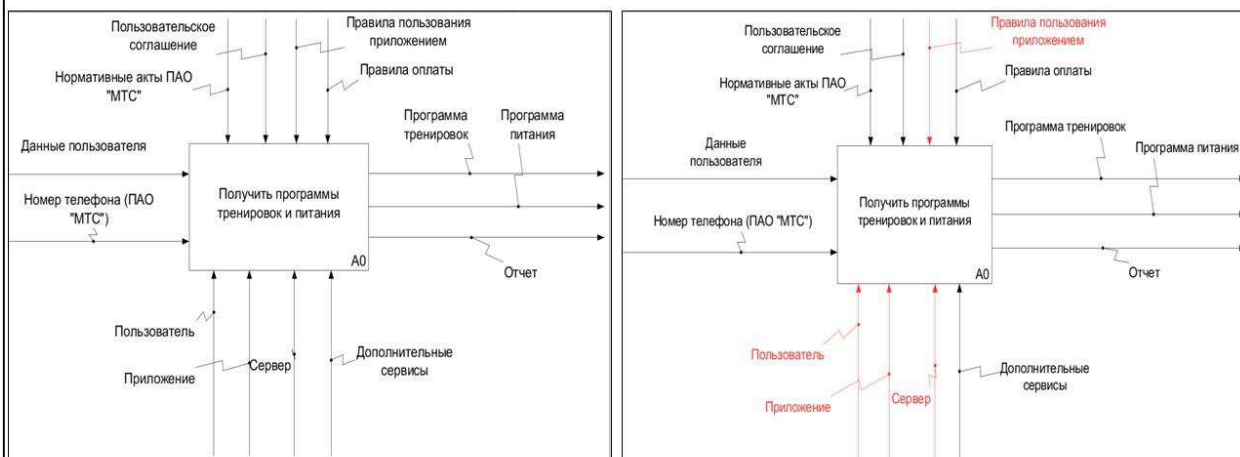 Пользовательское
соглашение
Правила пользования
приложением
Нормативные акты ПАО
"МТС"
Правила оплаты
Данные пользователя
Программа
тренировок
Программа
питания
Номер телефона (ПАО
"МТС")
Получить программы
тренировок и питания
A0
Отчет
Пользователь
Приложение
Сервер
Дополнительные
сервисы
Пользовательское
соглашение
Правила пользования
приложением
Нормативные акты ПАО
"МТС"
Правила оплаты
Данные
пользователя
Программа тренировок
Программа питания
Номер телефона (ПАО "МТС")
Получить программы
тренировок и питания
A0
Отчет
Пользователь
Приложение
Сервер
Дополнительные
сервисы